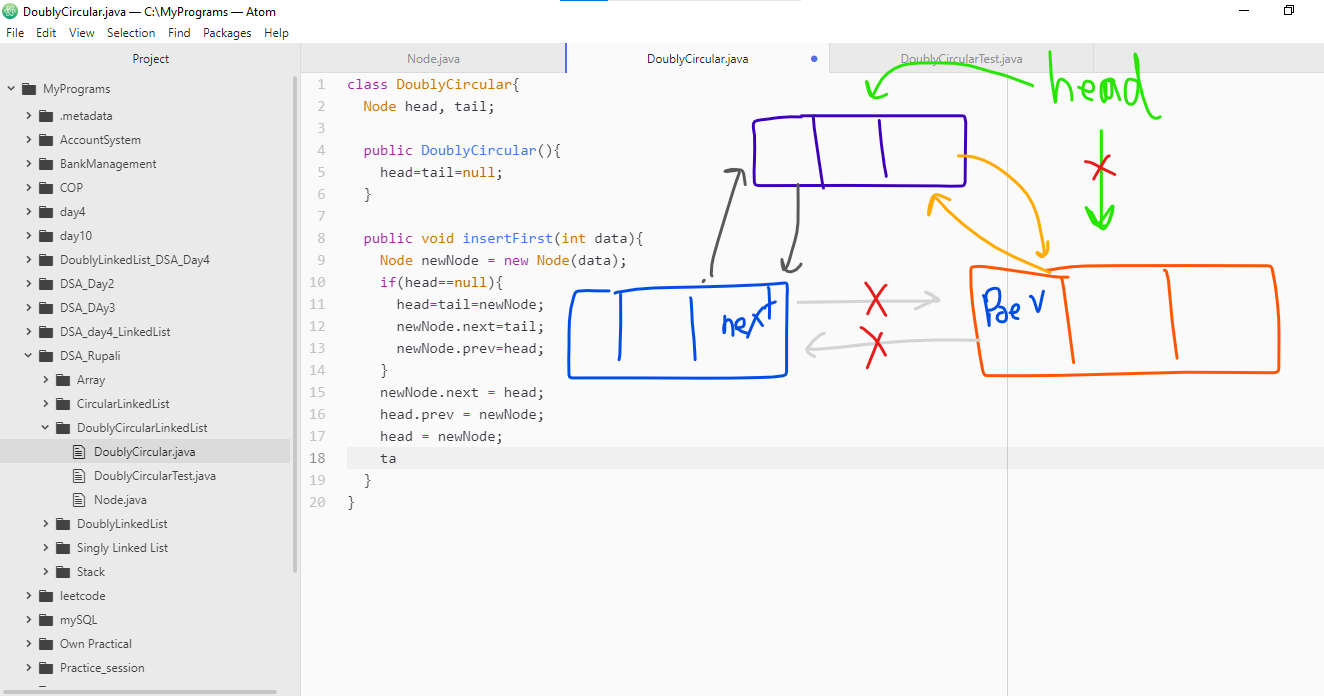 DoublyCircular.java — C:\MyPrograms — Atom
File Edit View Selection Find Packages Help
Project
Node.java
DoublyCircular.java
DoublyCircularTest.java
MyPrograms
.metadata
AccountSystem
BankManagement
COP
day4
day10
DoublyLinkedList_DSA_Day4
DSA_Day2
DSA_DAy3
DSA_day4_LinkedList
DSA_Rupali
Array
CircularLinkedList
DoublyCircularLinkedList
DoublyCircular.java
DoublyCircularTest.java
Node.java
DoublyLinkedList
Singly Linked List
Stack
leetcode
mySQL
Own Practical
Practice_session
1 class DoublyCircular{
2 Node head, tail;
3
4 public DoublyCircular(){
5 head=tail=null;
6 }
7
8 public void insertFirst(int data){
9 Node newNode = new Node(data);
10 if(head==null){
11 head=tail=newNode;
12 newNode.next=tail;
13 newNode.prev=head;
14 }
15 newNode.next = head;
16 head.prev = newNode;
17 head = newNode;
18 ta
19 }
20 }
head
next
Prev